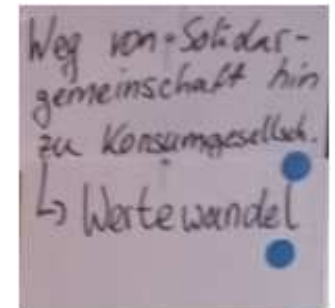 Weg von Solidar-
gemeinschaft hin
zu Konsumgesellsch.
↳ Wertewandel